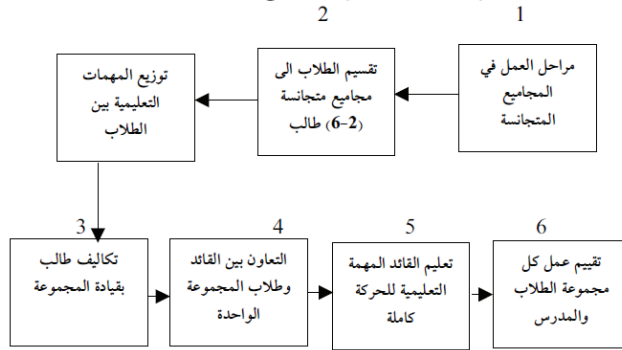 1
مراحل العمل في
المجاميع
المتجانسة
2
تقسيم الطلاب الى
مجاميع متجانسة
(2-6) طالب
توزيع المهمات
التعليمية بين
الطلاب
3
تكاليف طالب
بقيادة المجموعة
4
التعاون بين القائد
وطلاب المجموعة
الواحدة
5
تعليم القائد المهمة
التعليمية للحركة
كاملة
6
تقييم عمل كل
مجموعة الطلاب
والمدرس